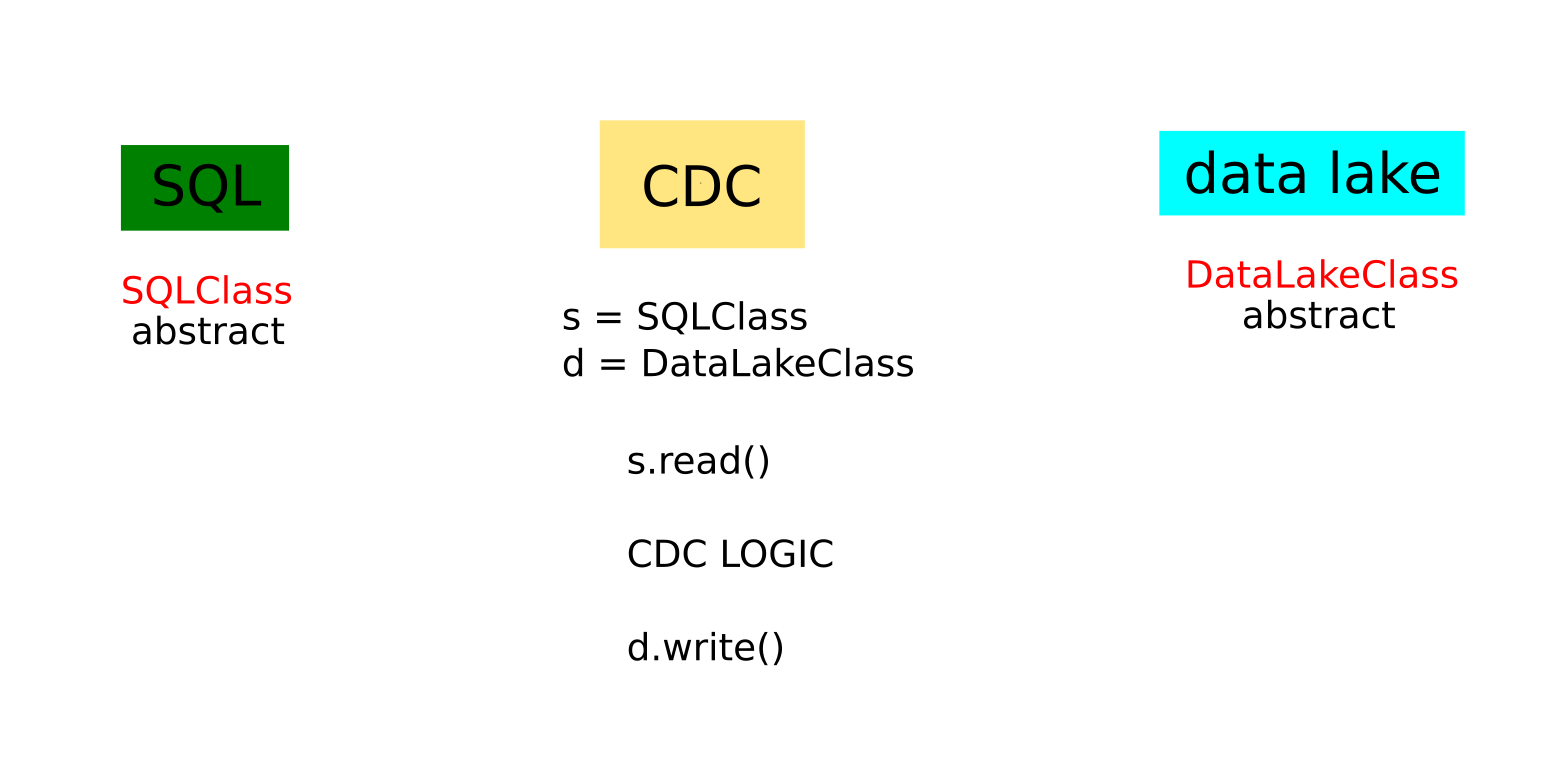 SQL
SQLClass
abstract
CDC
s = SQLClass
d = DataLakeClass
s.read()
CDC LOGIC
d.write()
data lake
DataLakeClass
abstract